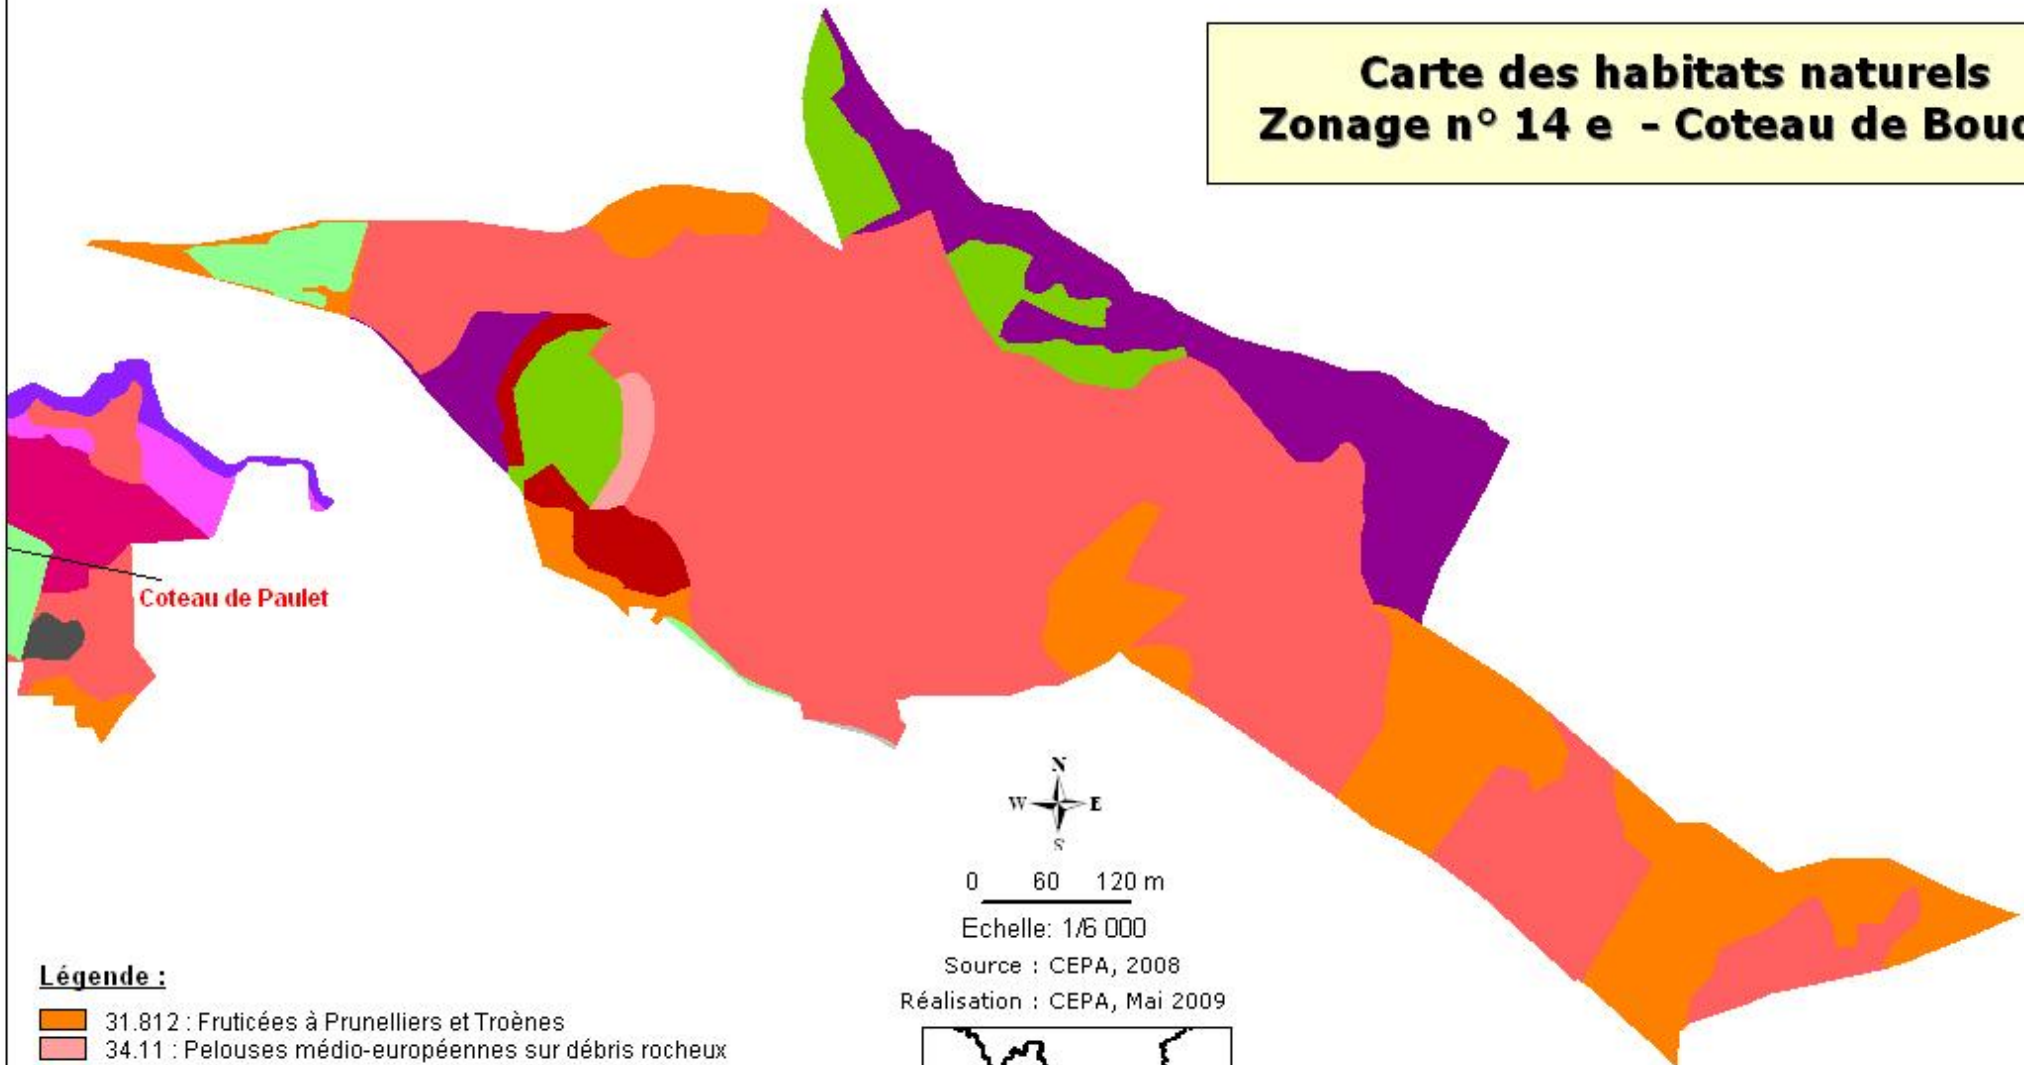 Carte des habitats naturels
Zonage n° 14 e - Coteau de
Coteau de Paulet
N
W E
S
0 60 120 m
Echelle: 1/6 000
Source : CEPA, 2008
Réalisation : CEPA, Mai 2009
Légende :
31.812 : Fruticées à Prunelliers et Troènes
34.11 : Pelouses médio-européennes sur débris rocheux